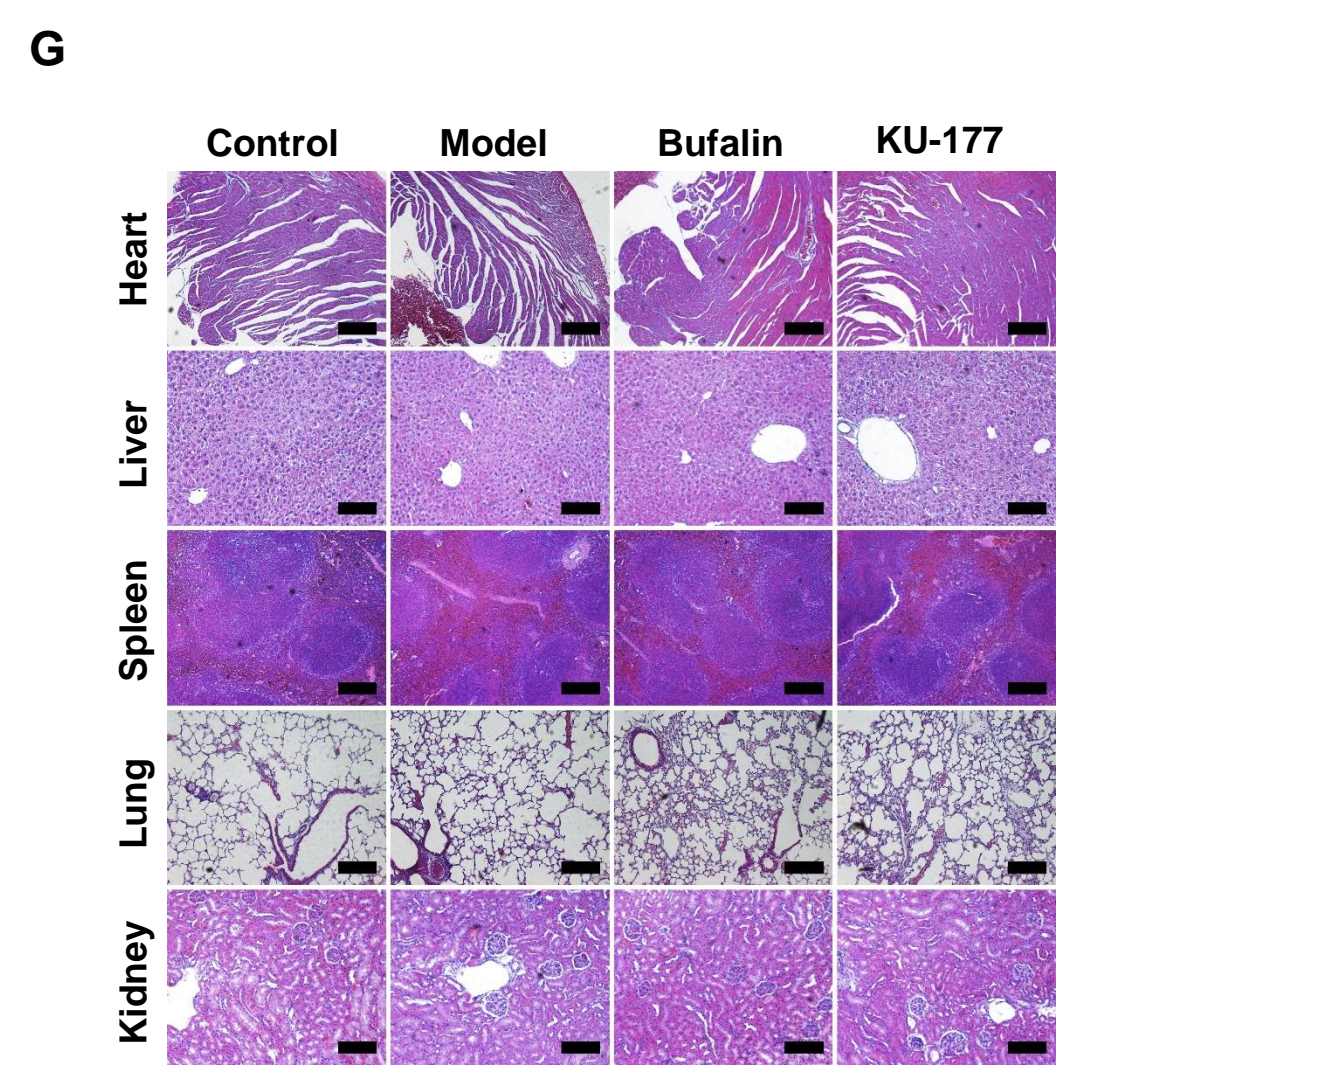 G
Control Model Bufalin KU-177
Heart
Liver
Spleen
Lung
Kidney